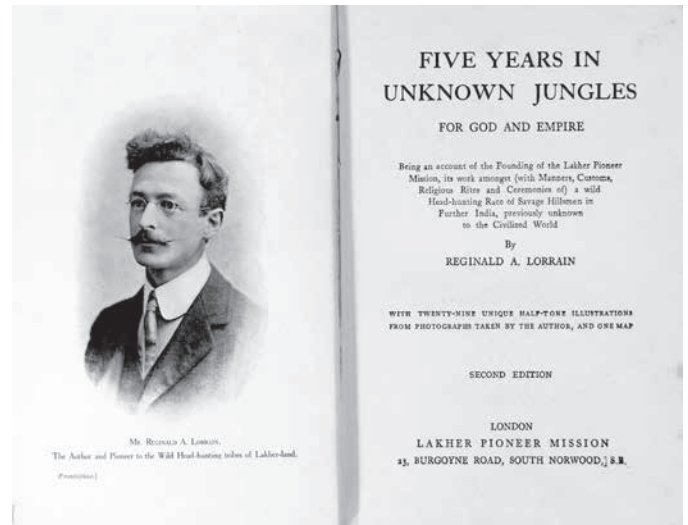 Mr. Reginald A. Lorrain.
The Author and Pioneer to the Wild Head-hunting tribes of Lakher-land.
[Frontispiece]
FIVE YEARS IN
UNKNOWN JUNGLES
FOR GOD AND EMPIRE
Being an account of the Founding of the Lakher Pioneer
Mission, its work amongst (with Manners, Customs,
Religious Rites and Ceremonies of) a wild
Head-hunting Race of Savage Hillsmen in
Further India, previously unknown
to the Civilized World
By
REGINALD A. LORRAIN
WITH TWENTY-NINE UNIQUE HALF-TONE ILLUSTRATIONS
FROM PHOTOGRAPHS TAKEN BY THE AUTHOR, AND ONE MAP
SECOND EDITION
LONDON
LAKHER PIONEER MISSION
23, BURGOYNE ROAD, SOUTH NORWOOD, S.E.